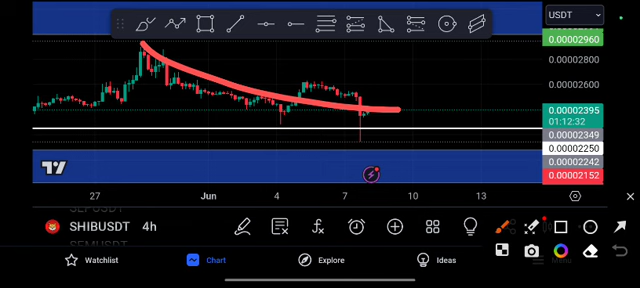 USDT
0.00002960
0.00002800
0.00002600
0.00002395
01:12:32
0.00002349
0.00002250
0.00002242
0.00002152
27 Jun 4 7 10 13
SHIBUSDT 4h
SEMUSDT
Watchlist Chart Explore Ideas